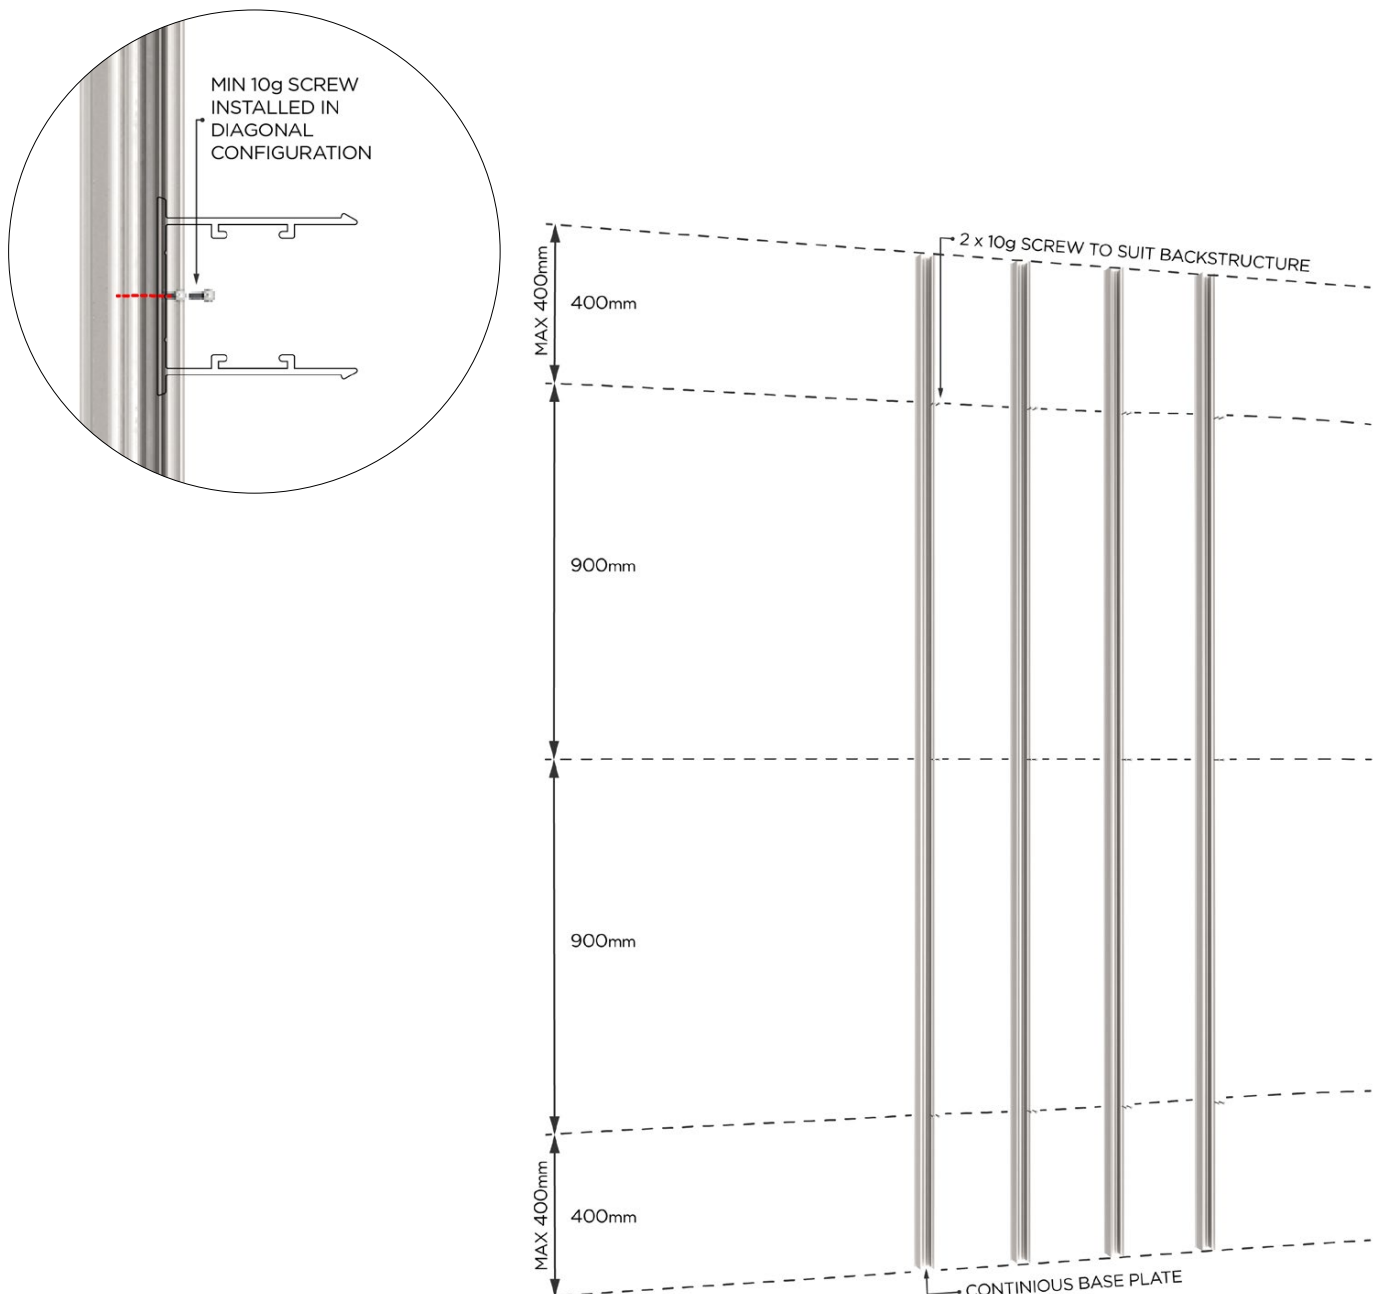 MIN 10g SCREW
INSTALLED IN
DIAGONAL
CONFIGURATION
2 x 10g SCREW TO SUIT BACKSTRUCTURE
MAX 400mm
400mm
900mm
900mm
MAX 400mm
400mm
CONTINIOUS BASE PLATE